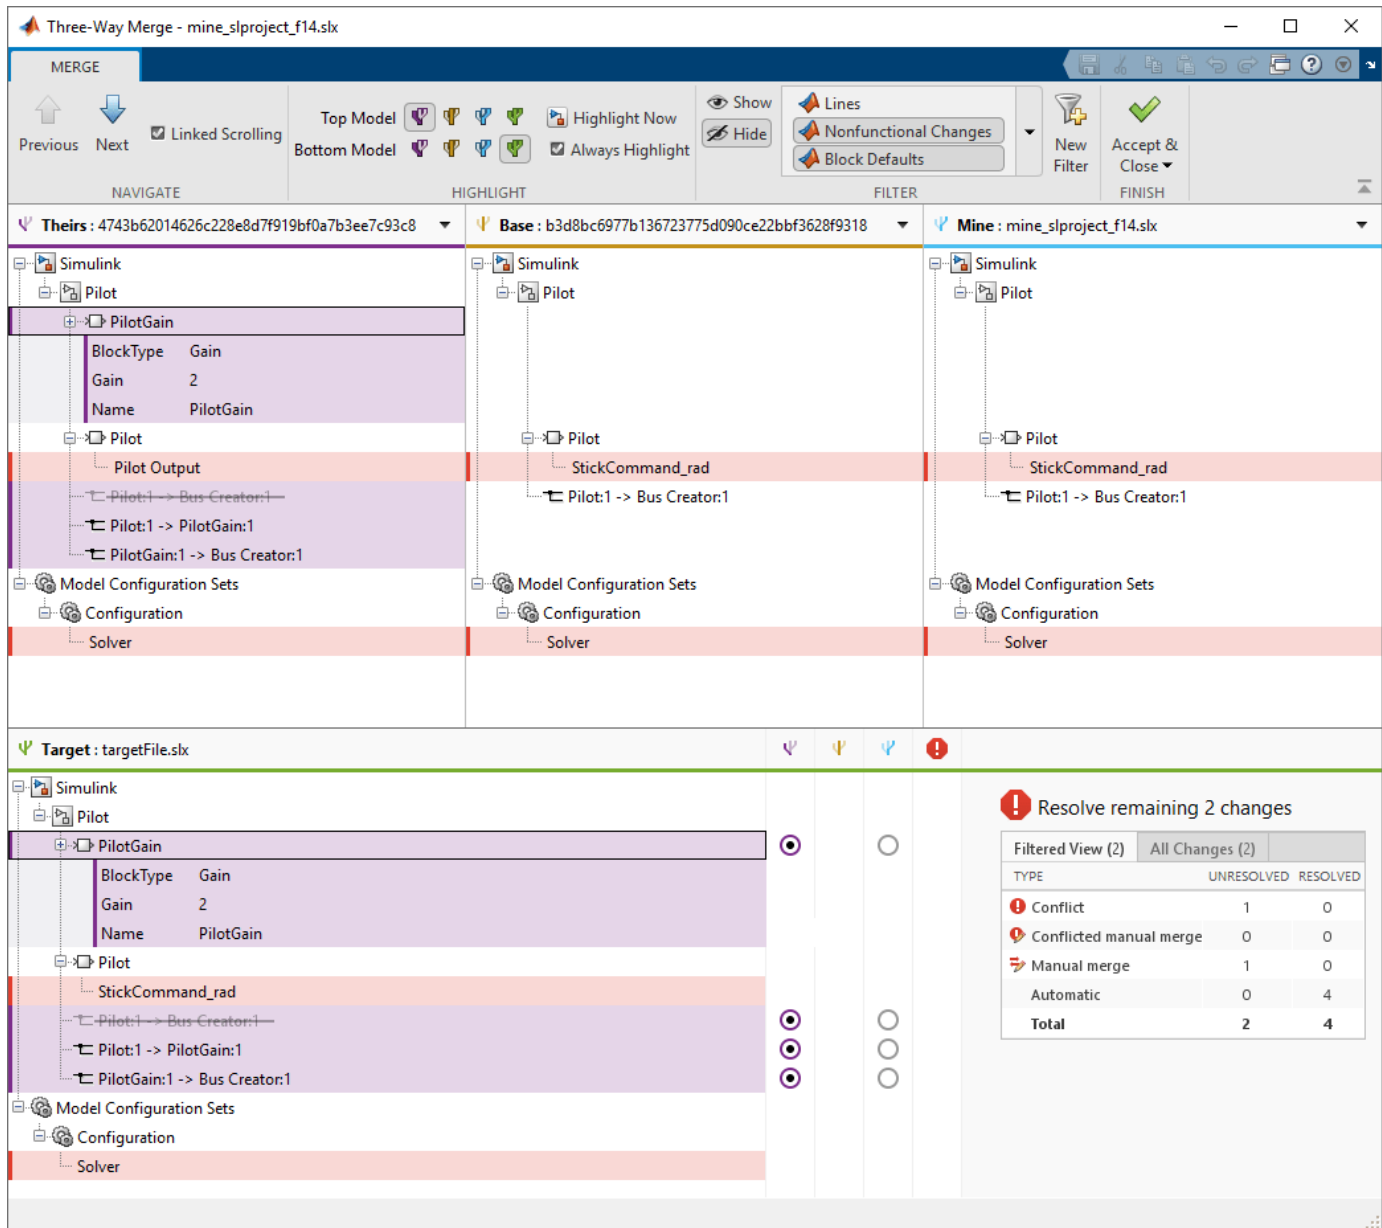 Three-Way Merge - mine_slproject_f14.slx
MERGE
Previous
Next
Linked Scrolling
NAVIGATE
Top Model
Bottom Model
Highlight Now
Always Highlight
HIGHLIGHT
Show
Hide
Lines
Nonfunctional Changes
Block Defaults
New
Filter
FILTER
Accept &
Close
FINISH
Theirs : 4743b62014626c228e8d7f919bf0a7b3ee7c93c8
Simulink
Pilot
PilotGain
BlockType Gain
Gain 2
Name PilotGain
Pilot
Pilot Output
Pilot:1 -> Bus Creator:1
Pilot:1 -> PilotGain:1
PilotGain:1 -> Bus Creator:1
Model Configuration Sets
Configuration
Solver
Base : b3d8bc6977b136723775d090ce22bbf3628f9318
Simulink
Pilot
Pilot
StickCommand_rad
Pilot:1 -> Bus Creator:1
Model Configuration Sets
Configuration
Solver
Mine : mine_slproject_f14.slx
Simulink
Pilot
Pilot
StickCommand_rad
Pilot:1 -> Bus Creator:1
Model Configuration Sets
Configuration
Solver
Target : targetFile.slx
Simulink
Pilot
PilotGain
BlockType Gain
Gain 2
Name PilotGain
Pilot
StickCommand_rad
Pilot:1 -> Bus Creator:1
Pilot:1 -> PilotGain:1
PilotGain:1 -> Bus Creator:1
Model Configuration Sets
Configuration
Solver
Resolve remaining 2 changes
Filtered View (2) All Changes (2)
TYPE UNRESOLVED RESOLVED
Conflict 1 0
Conflicted manual merge 0 0
Manual merge 1 0
Automatic 0 4
Total 2 4